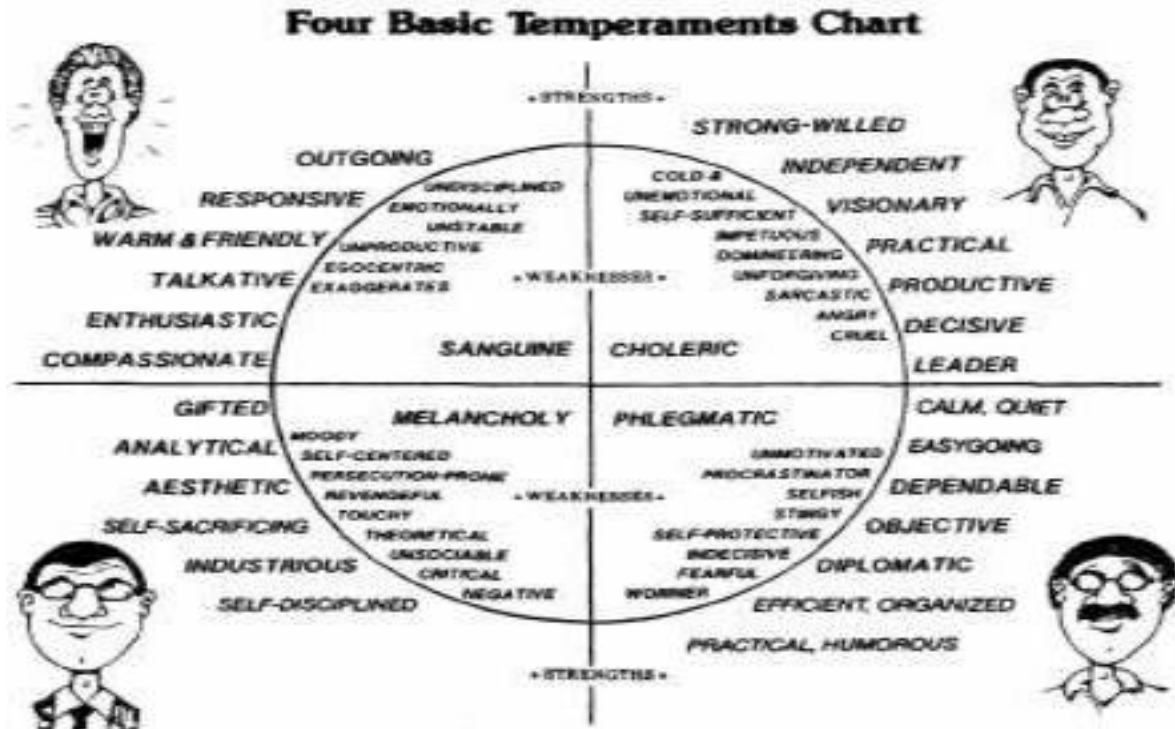 Four Basic Temperaments Chart
• STRENGTHS •
OUTGOING
RESPONSIVE
WARM & FRIENDLY
TALKATIVE
ENTHUSIASTIC
COMPASSIONATE
UNDISCIPLINED
EMOTIONALLY
UNSTABLE
UNPRODUCTIVE
EGOCENTRIC
EXAGGERATES
SANGUINE
STRONG-WILLED
INDEPENDENT
VISIONARY
PRACTICAL
PRODUCTIVE
DECISIVE
LEADER
COLD &
UNEMOTIONAL
SELF-SUFFICIENT
IMPETUOUS
DOMINEERING
UNFORGIVING
SARCASTIC
ANGRY
CRUEL
• WEAKNESSES •
CHOLERIC
GIFTED
ANALYTICAL
AESTHETIC
SELF-SACRIFICING
INDUSTRIOUS
SELF-DISCIPLINED
MELANCHOLY
MOODY
SELF-CENTERED
PERSECUTION-PRONE
REVENGEFUL
TOUCHY
THEORETICAL
UNSOCIABLE
CRITICAL
NEGATIVE
• WEAKNESSES •
PHLEGMATIC
UNMOTIVATED
PROCRASTINATOR
SELFISH
STINGY
SELF-PROTECTIVE
INDECISIVE
FEARFUL
WORRIER
CALM, QUIET
EASYGOING
DEPENDABLE
OBJECTIVE
DIPLOMATIC
EFFICIENT, ORGANIZED
PRACTICAL, HUMOROUS
• STRENGTHS •